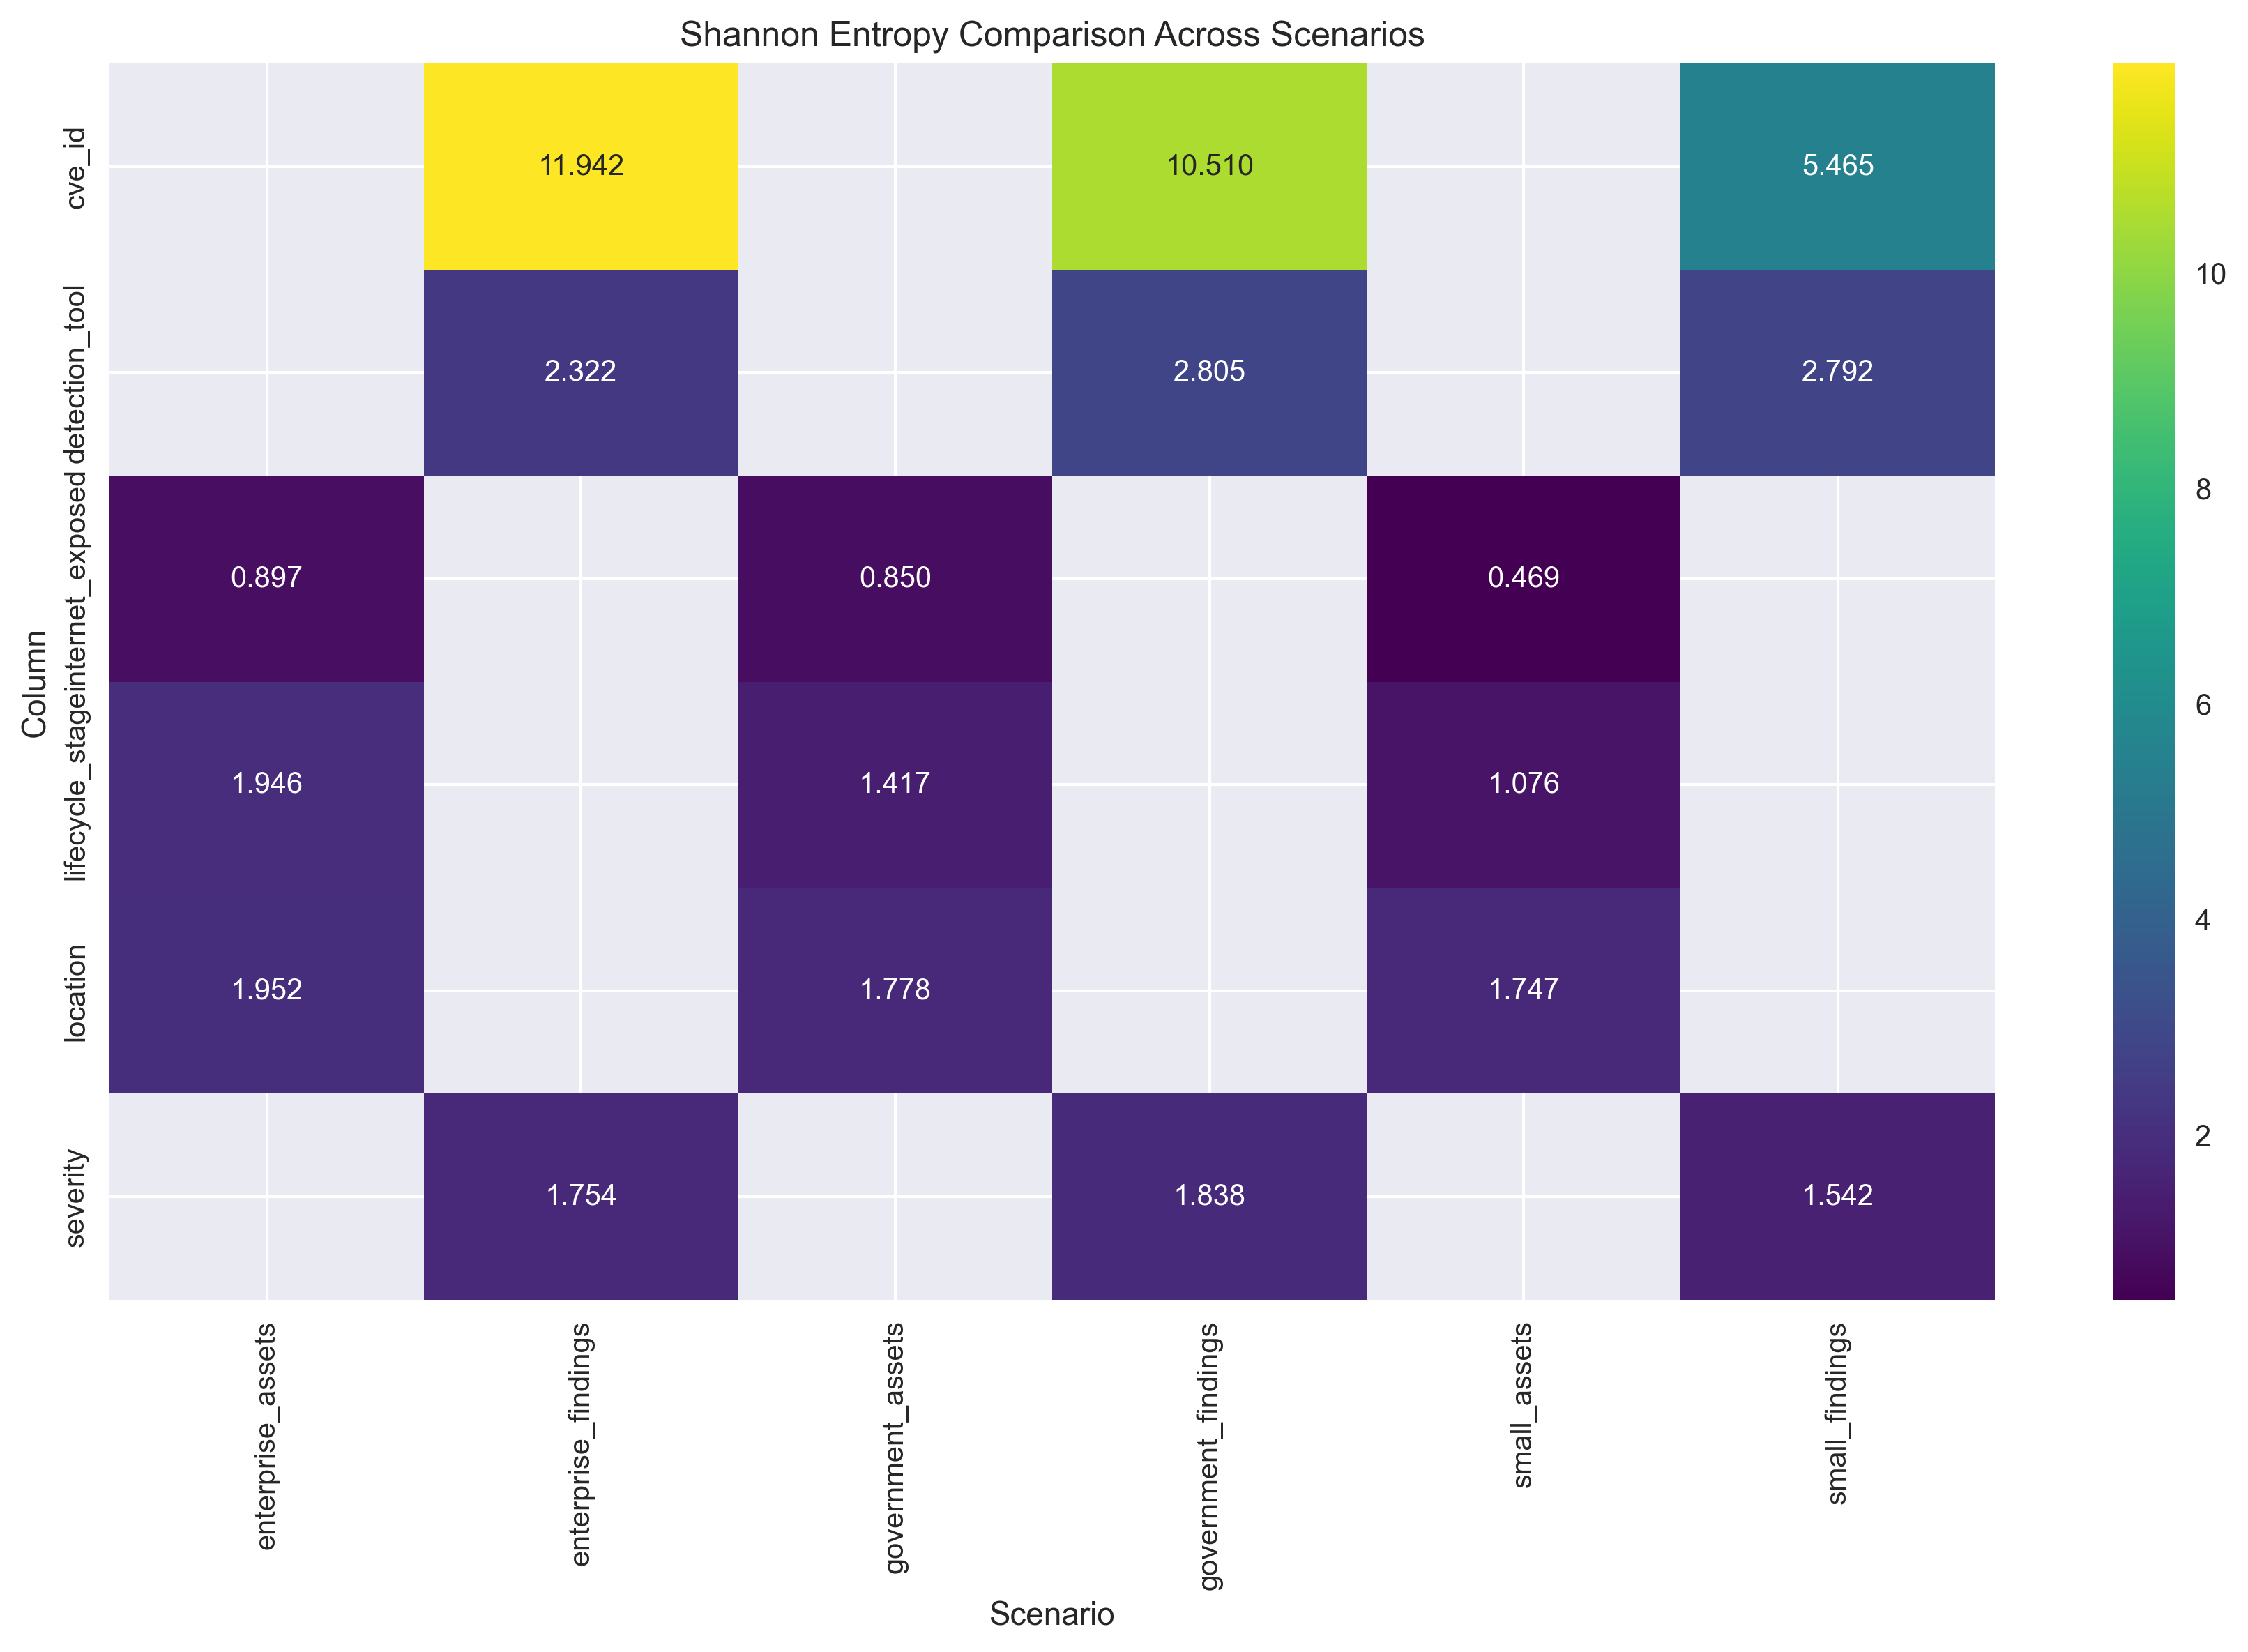 Shannon Entropy Comparison Across Scenarios
cve_id
11.942
10.510
5.465
detection_tool
2.322
2.805
2.792
internet_exposed
0.897
0.850
0.469
lifecycle_stage
1.946
1.417
1.076
location
1.952
1.778
1.747
severity
1.754
1.838
1.542
Column
enterprise_assets
enterprise_findings
government_assets
government_findings
small_assets
small_findings
Scenario
10
8
6
4
2